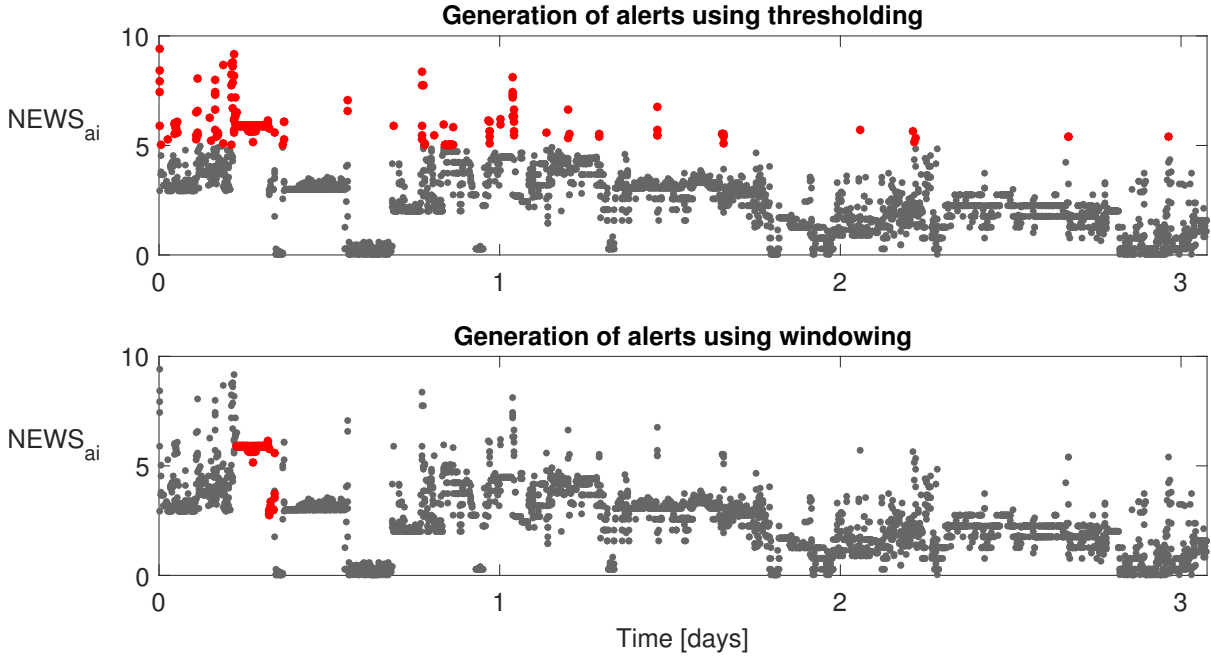 Generation of alerts using thresholding
10
NEWSai
5
0
0 1 2 3
Generation of alerts using windowing
10
NEWSai
5
0
0 1 2 3
Time [days]